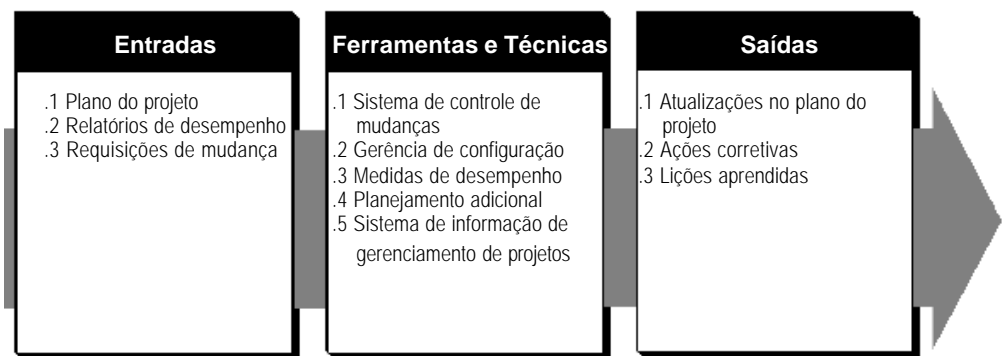 Entradas
.1 Plano do projeto
.2 Relatórios de desempenho
.3 Requisições de mudança
Ferramentas e Técnicas
.1 Sistema de controle de
mudanças
.2 Gerência de configuração
.3 Medidas de desempenho
.4 Planejamento adicional
.5 Sistema de informação de
gerenciamento de projetos
Saídas
.1 Atualizações no plano do
projeto
.2 Ações corretivas
.3 Lições aprendidas